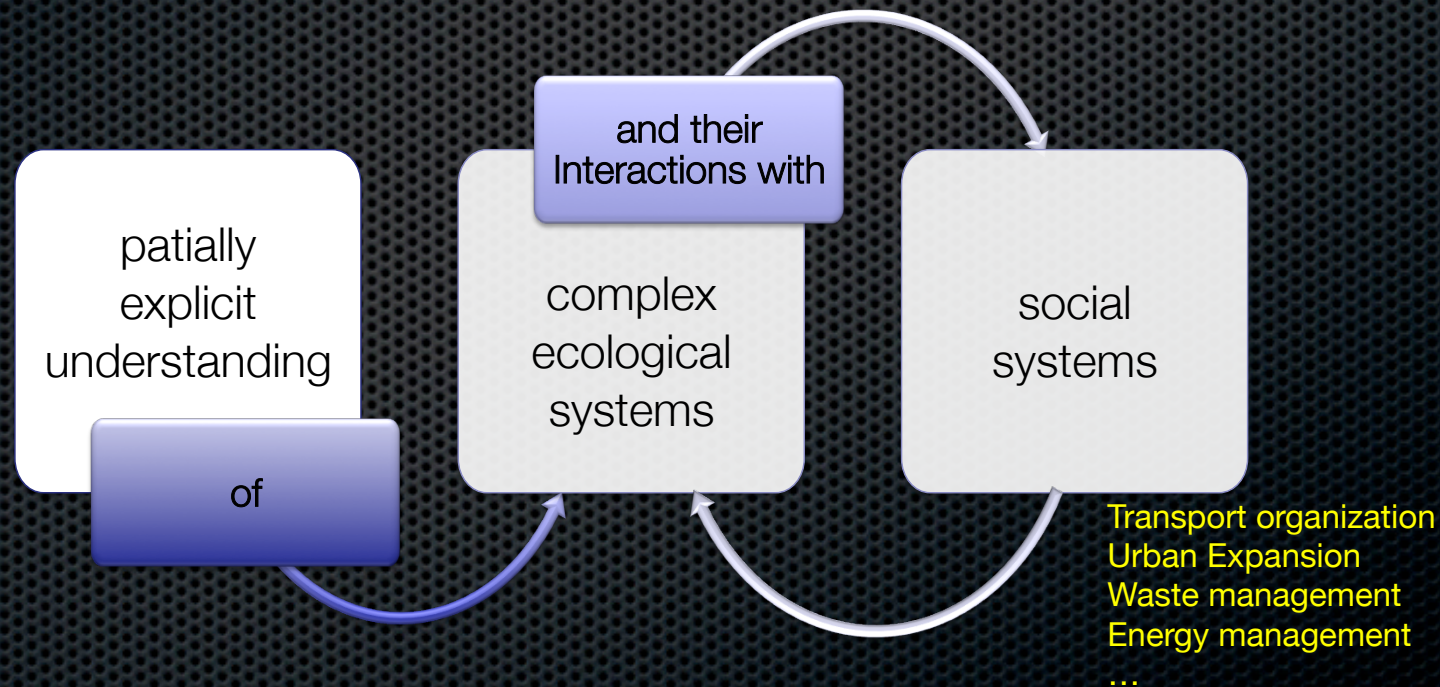 patially
explicit
understanding
of
and their
Interactions with
complex
ecological
systems
social
systems
Transport organization
Urban Expansion
Waste management
Energy management
…